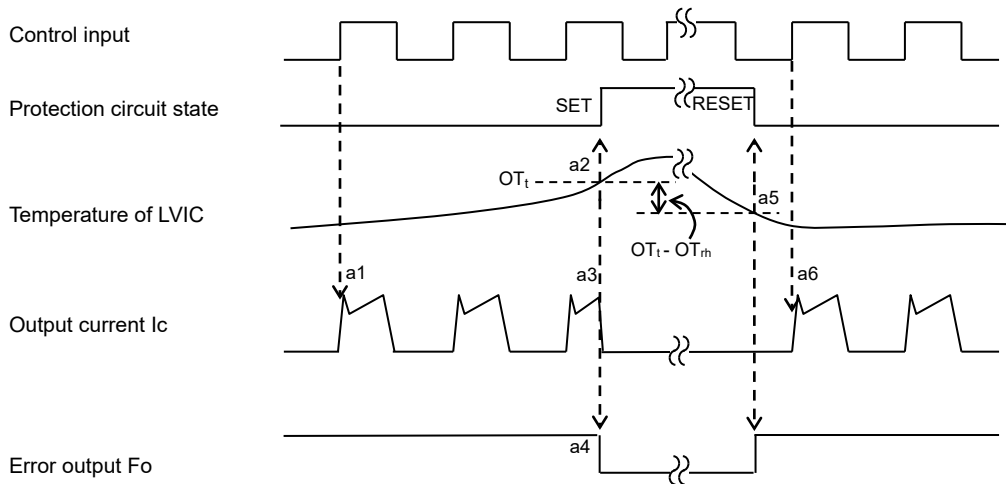 Control input
Protection circuit state
SET
RESET
OTt
a2
a5
Temperature of LVIC
OTt - OTrh
a1
a3
a6
Output current Ic
a4
Error output Fo